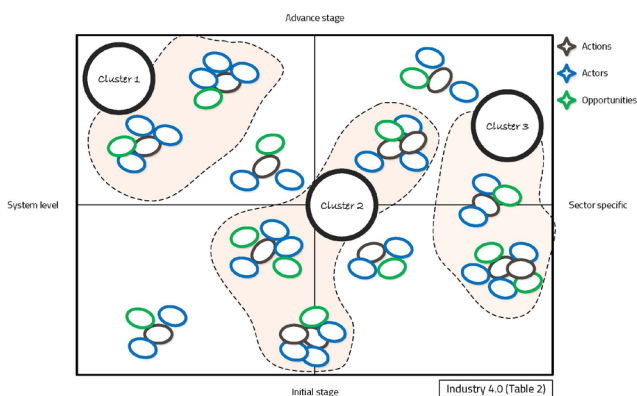 Advance stage
Actions
Cluster 1
Actors
Opportunities
Cluster 3
System level
Cluster 2
Sector specific
Initial stage
Industry 4.0 (Table 2)